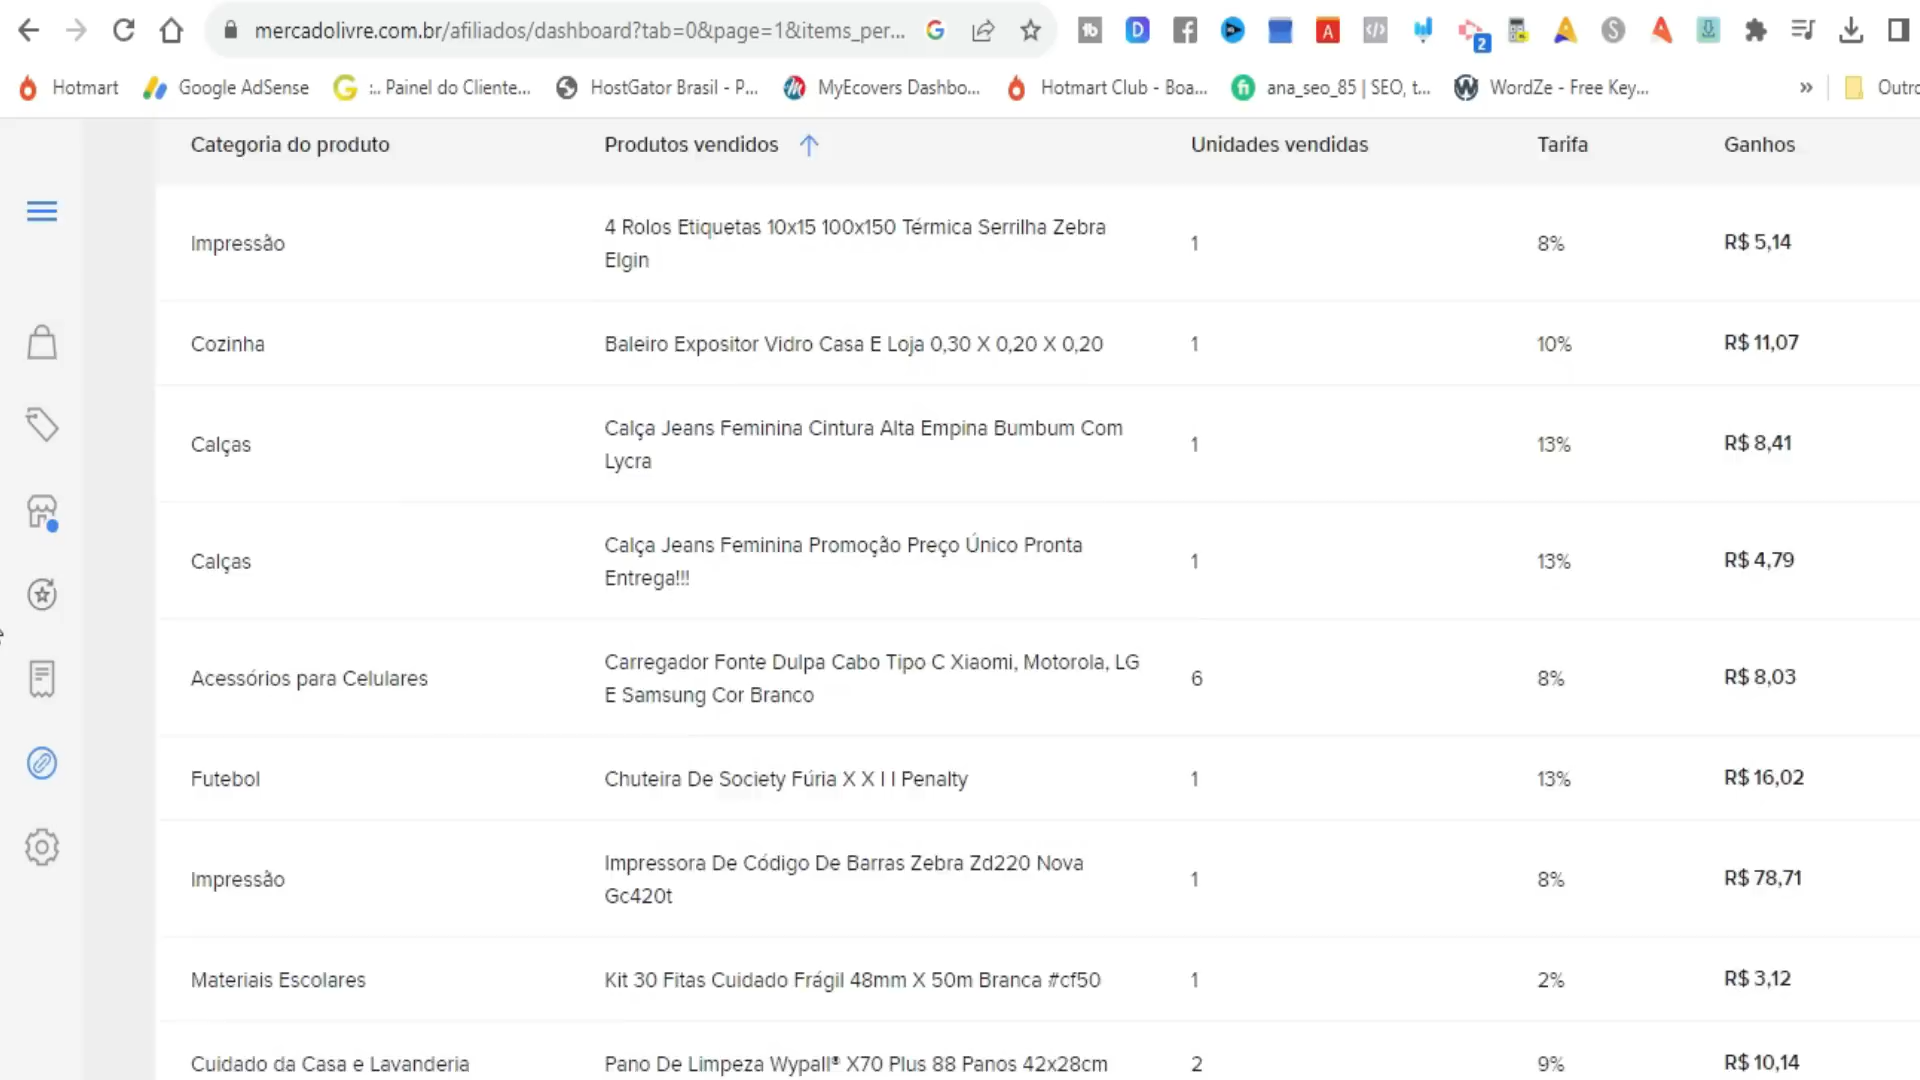 mercadolivre.com.br/afiliados/dashboard?tab=0&page=1&items_per...
Hotmart
Google AdSense
:.. Painel do Cliente...
HostGator Brasil - P...
MyEcovers Dashbo...
Hotmart Club - Boa...
ana_seo_85 | SEO, t...
WordZe - Free Key...
»
Outro
Categoria do produto Produtos vendidos Unidades vendidas Tarifa Ganhos
Impressão 4 Rolos Etiquetas 10x15 100x150 Térmica Serrilha Zebra 1 8% R$ 5,14
Elgin
Cozinha Baleiro Expositor Vidro Casa E Loja 0,30 X 0,20 X 0,20 1 10% R$ 11,07
Calças Calça Jeans Feminina Cintura Alta Empina Bumbum Com 1 13% R$ 8,41
Lycra
Calças Calça Jeans Feminina Promoção Preço Único Pronta 1 13% R$ 4,79
Entrega!!!
Acessórios para Celulares Carregador Fonte Dulpa Cabo Tipo C Xiaomi, Motorola, LG 6 8% R$ 8,03
E Samsung Cor Branco
Futebol Chuteira De Society Fúria X X I I Penalty 1 13% R$ 16,02
Impressão Impressora De Código De Barras Zebra Zd220 Nova 1 8% R$ 78,71
Gc420t
Materiais Escolares Kit 30 Fitas Cuidado Frágil 48mm X 50m Branca #cf50 1 2% R$ 3,12
Cuidado da Casa e Lavanderia Pano De Limpeza Wypall® X70 Plus 88 Panos 42x28cm 2 9% R$ 10,14